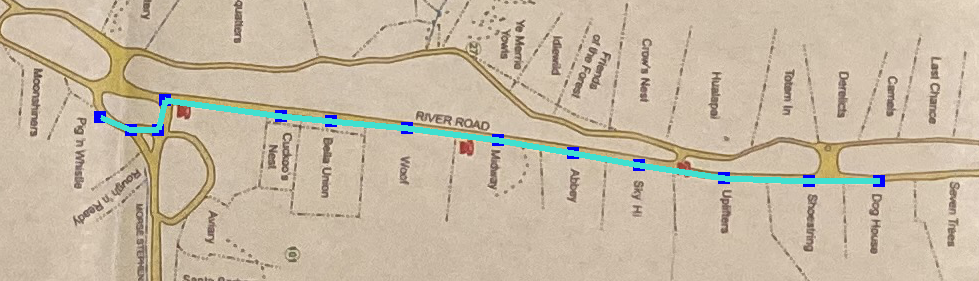 Ye Merrie
Yowls
Idlewild
Friends
of the Forest
Crow's Nest
Hualapai
Totem In
Derelicts
Camels
Last Chance
Moonshiners
Pig 'n Whistle
Rough 'n Ready
MORSE STEPHENS
Aviary
Cuckoo's
Nest
Bella Union
Woof
RIVER ROAD
Midway
Abbey
Sky Hi
Uplifters
Shoestring
Dog House
Seven Trees
101